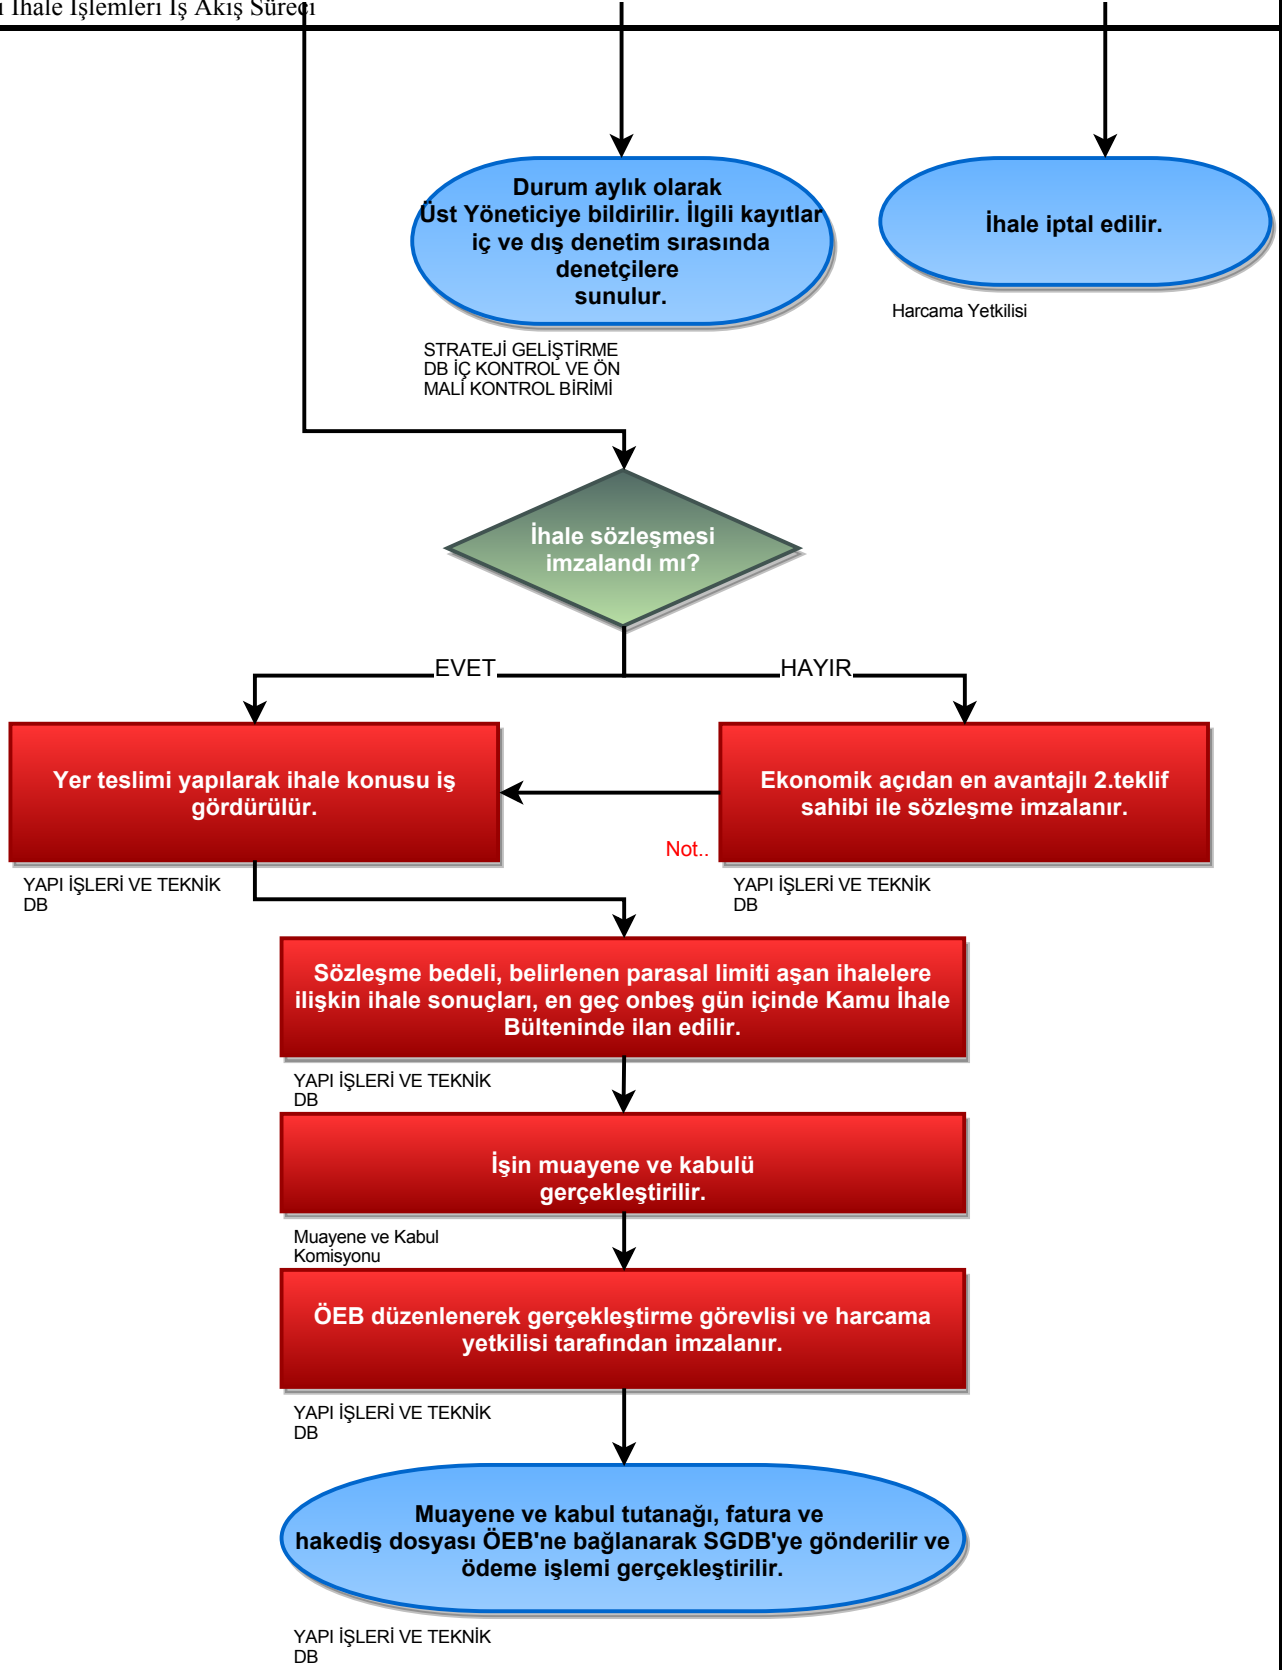 İhale İşlemleri İş Akış Süreci
Durum aylık olarak
Üst Yöneticiye bildirilir. İlgili kayıtlar
iç ve dış denetim sırasında
denetçilere
sunulur.
İhale iptal edilir.
Harcama Yetkilisi
STRATEJİ GELİŞTİRME
DB İÇ KONTROL VE ÖN
MALİ KONTROL BİRİMİ
İhale sözleşmesi
imzalandı mı?
EVET
HAYIR
Yer teslimi yapılarak ihale konusu iş
gördürülür.
Ekonomik açıdan en avantajlı 2.teklif
sahibi ile sözleşme imzalanır.
Not..
YAPI İŞLERİ VE TEKNİK
DB
YAPI İŞLERİ VE TEKNİK
DB
Sözleşme bedeli, belirlenen parasal limiti aşan ihalelere
ilişkin ihale sonuçları, en geç onbeş gün içinde Kamu İhale
Bülteninde ilan edilir.
YAPI İŞLERİ VE TEKNİK
DB
İşin muayene ve kabulü
gerçekleştirilir.
Muayene ve Kabul
Komisyonu
ÖEB düzenlenerek gerçekleştirme görevlisi ve harcama
yetkilisi tarafından imzalanır.
YAPI İŞLERİ VE TEKNİK
DB
Muayene ve kabul tutanağı, fatura ve
hakediş dosyası ÖEB'ne bağlanarak SGDB'ye gönderilir ve
ödeme işlemi gerçekleştirilir.
YAPI İŞLERİ VE TEKNİK
DB